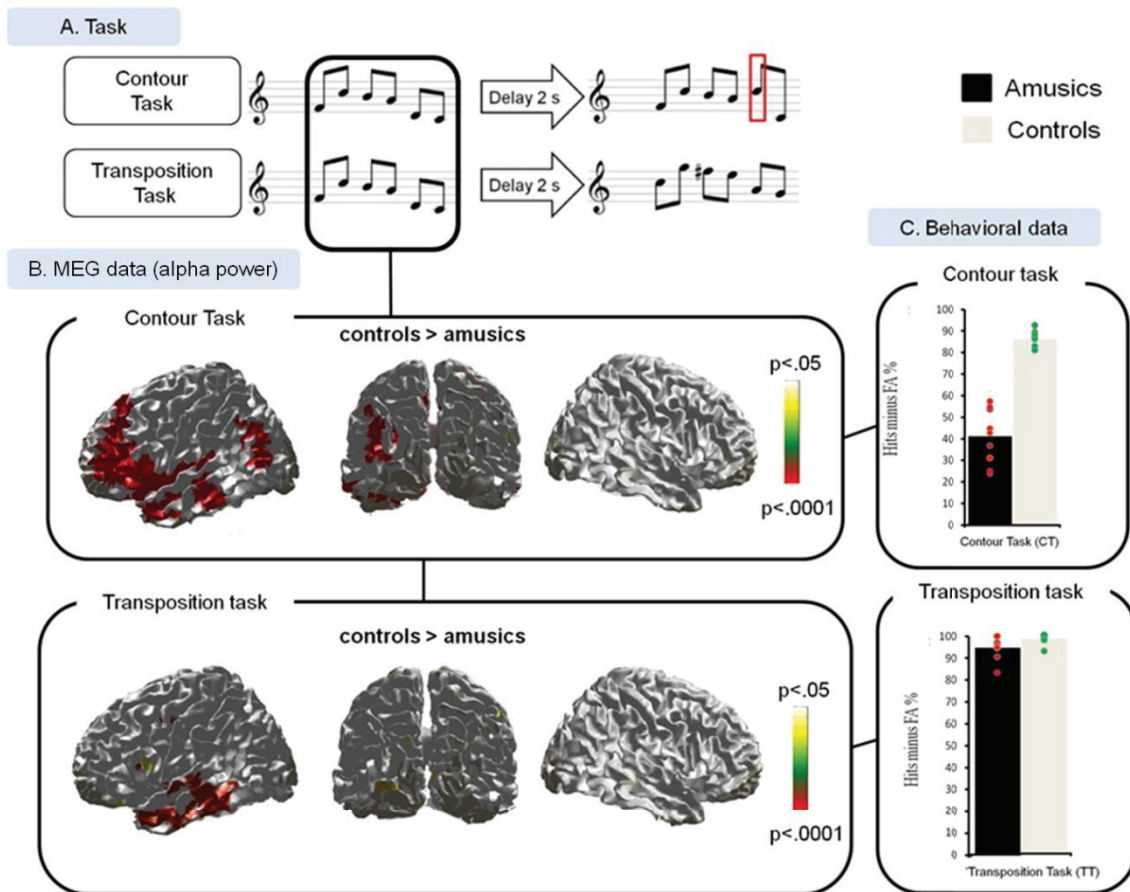 A. Task
Contour
Task
Delay 2 s
Transposition
Task
Delay 2 s
Amusics
Controls
B. MEG data (alpha power)
Contour Task
controls > amusics
p<.05
p<.0001
Transposition task
controls > amusics
p<.05
p<.0001
C. Behavioral data
Contour task
Hits minus FA %
100
90
80
70
60
50
40
30
20
10
0
Contour Task (CT)
Transposition task
Hits minus FA %
100
90
80
70
60
50
40
30
20
10
0
'Transposition Task (TT)